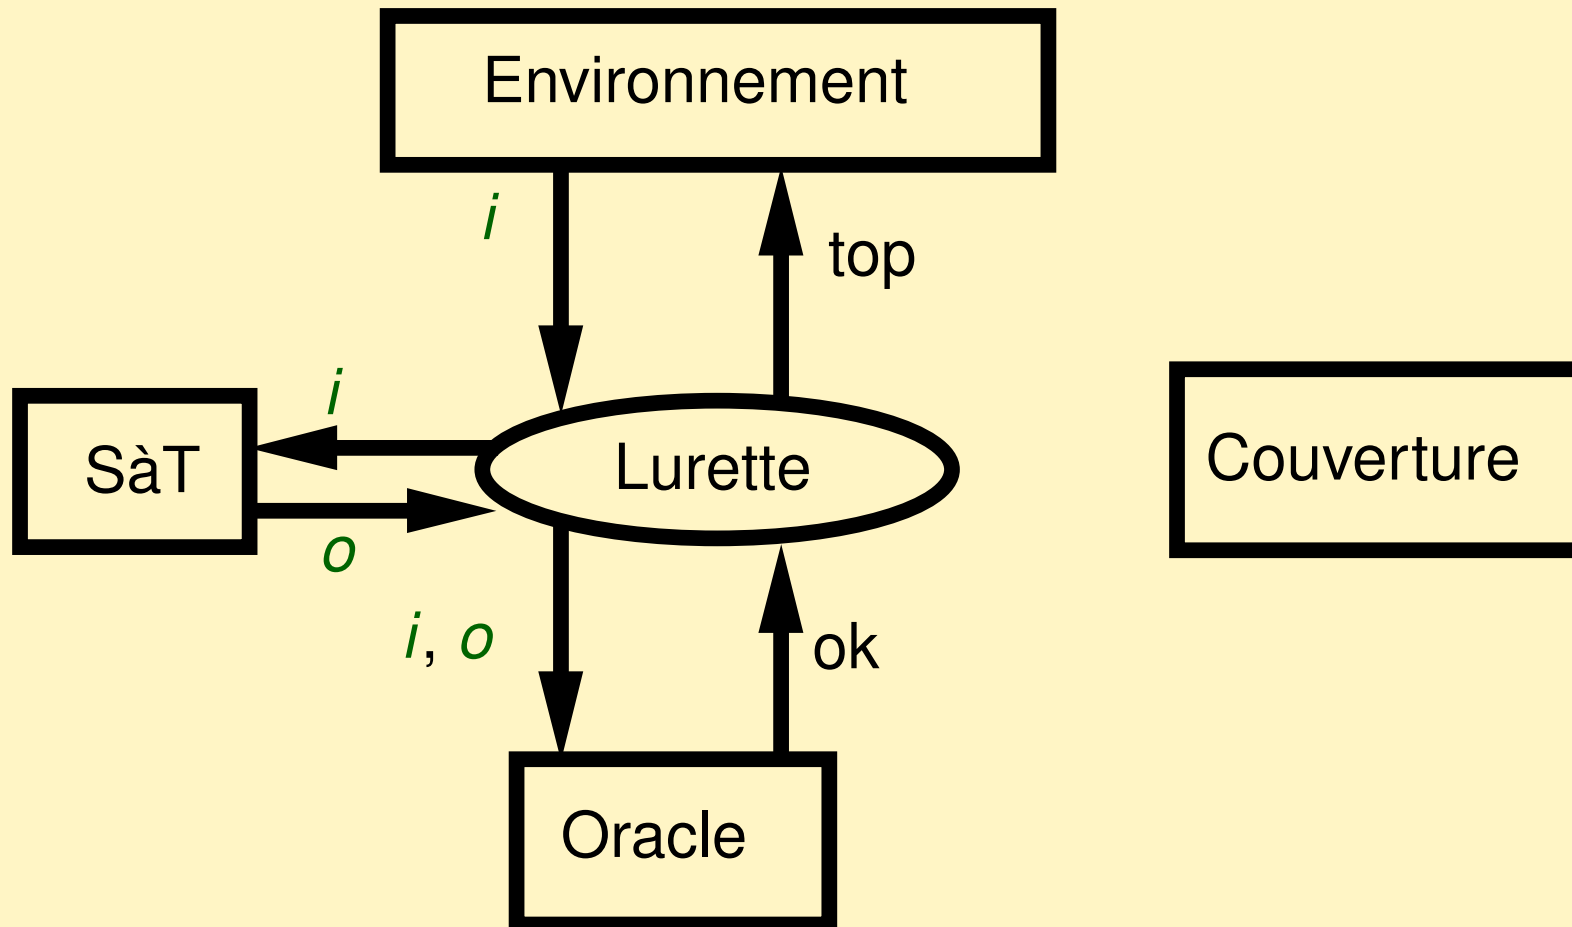 Environnement
i
top
i
SàT
Lurette
Couverture
o
i, o
ok
Oracle